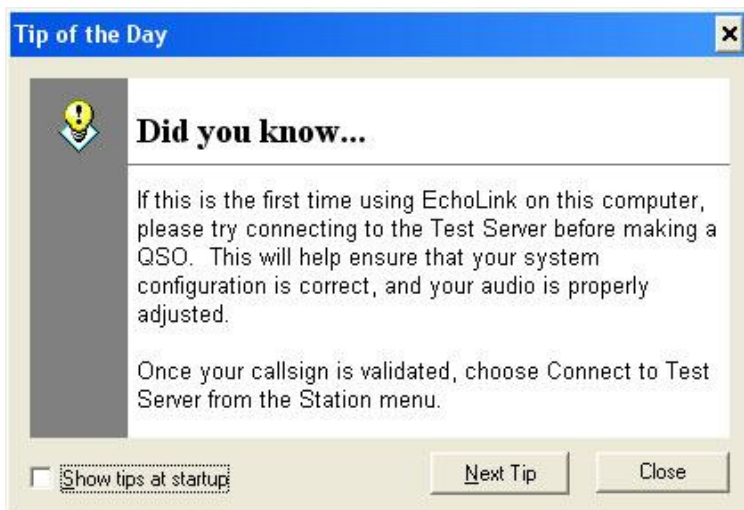 Tip of the Day
Did you know...
If this is the first time using EchoLink on this computer,
please try connecting to the Test Server before making a
QSO.  This will help ensure that your system
configuration is correct, and your audio is properly
adjusted.
Once your callsign is validated, choose Connect to Test
Server from the Station menu.
Show tips at startup
Next Tip
Close